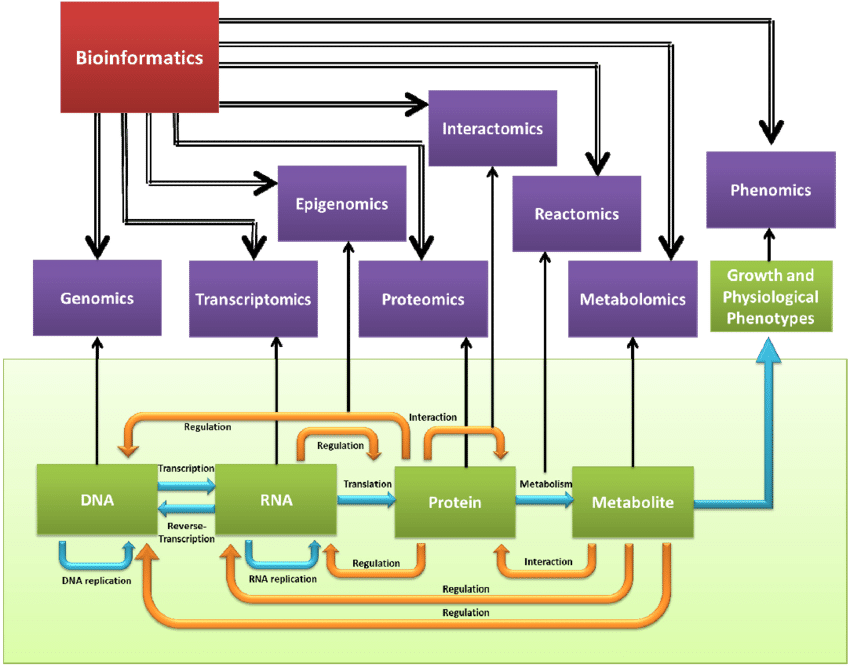 Bioinformatics
Interactomics
Phenomics
Epigenomics
Reactomics
Genomics
Transcriptomics
Proteomics
Metabolomics
Growth and
Physiological
Phenotypes
Regulation
Interaction
Regulation
Transcription
Translation
Metabolism
DNA
RNA
Protein
Metabolite
Reverse-
Transcription
DNA replication
RNA replication
Regulation
Interaction
Regulation
Regulation